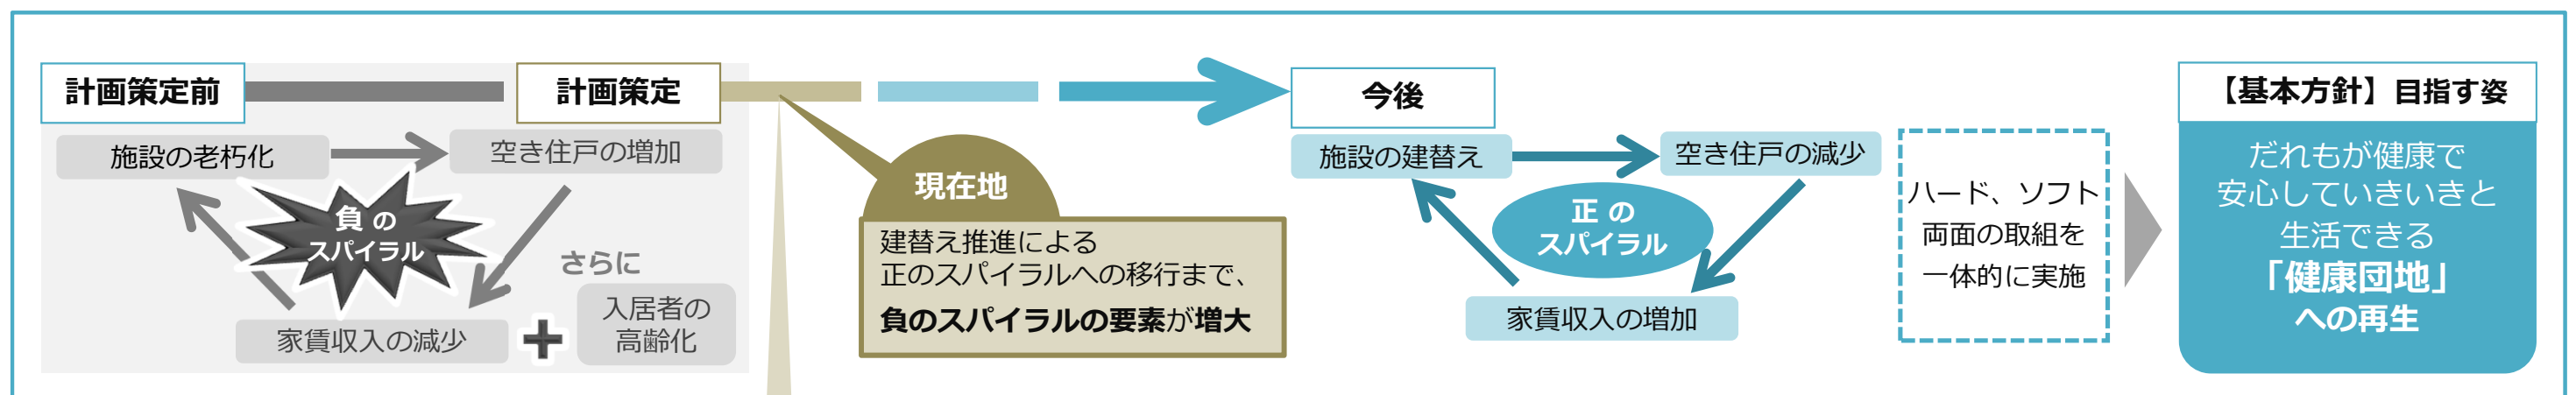 計画策定前
計画策定
施設の老朽化
空き住戸の増加
負の
スパイラル
家賃収入の減少
さらに
入居者の
高齢化
現在地
建替え推進による
正のスパイラルへの移行まで、
負のスパイラルの要素が増大
今後
施設の建替え
空き住戸の減少
正の
スパイラル
家賃収入の増加
ハード、ソフト
両面の取組を
一体的に実施
【基本方針】目指す姿
だれもが健康で
安心していきいきと
生活できる
「健康団地」
への再生